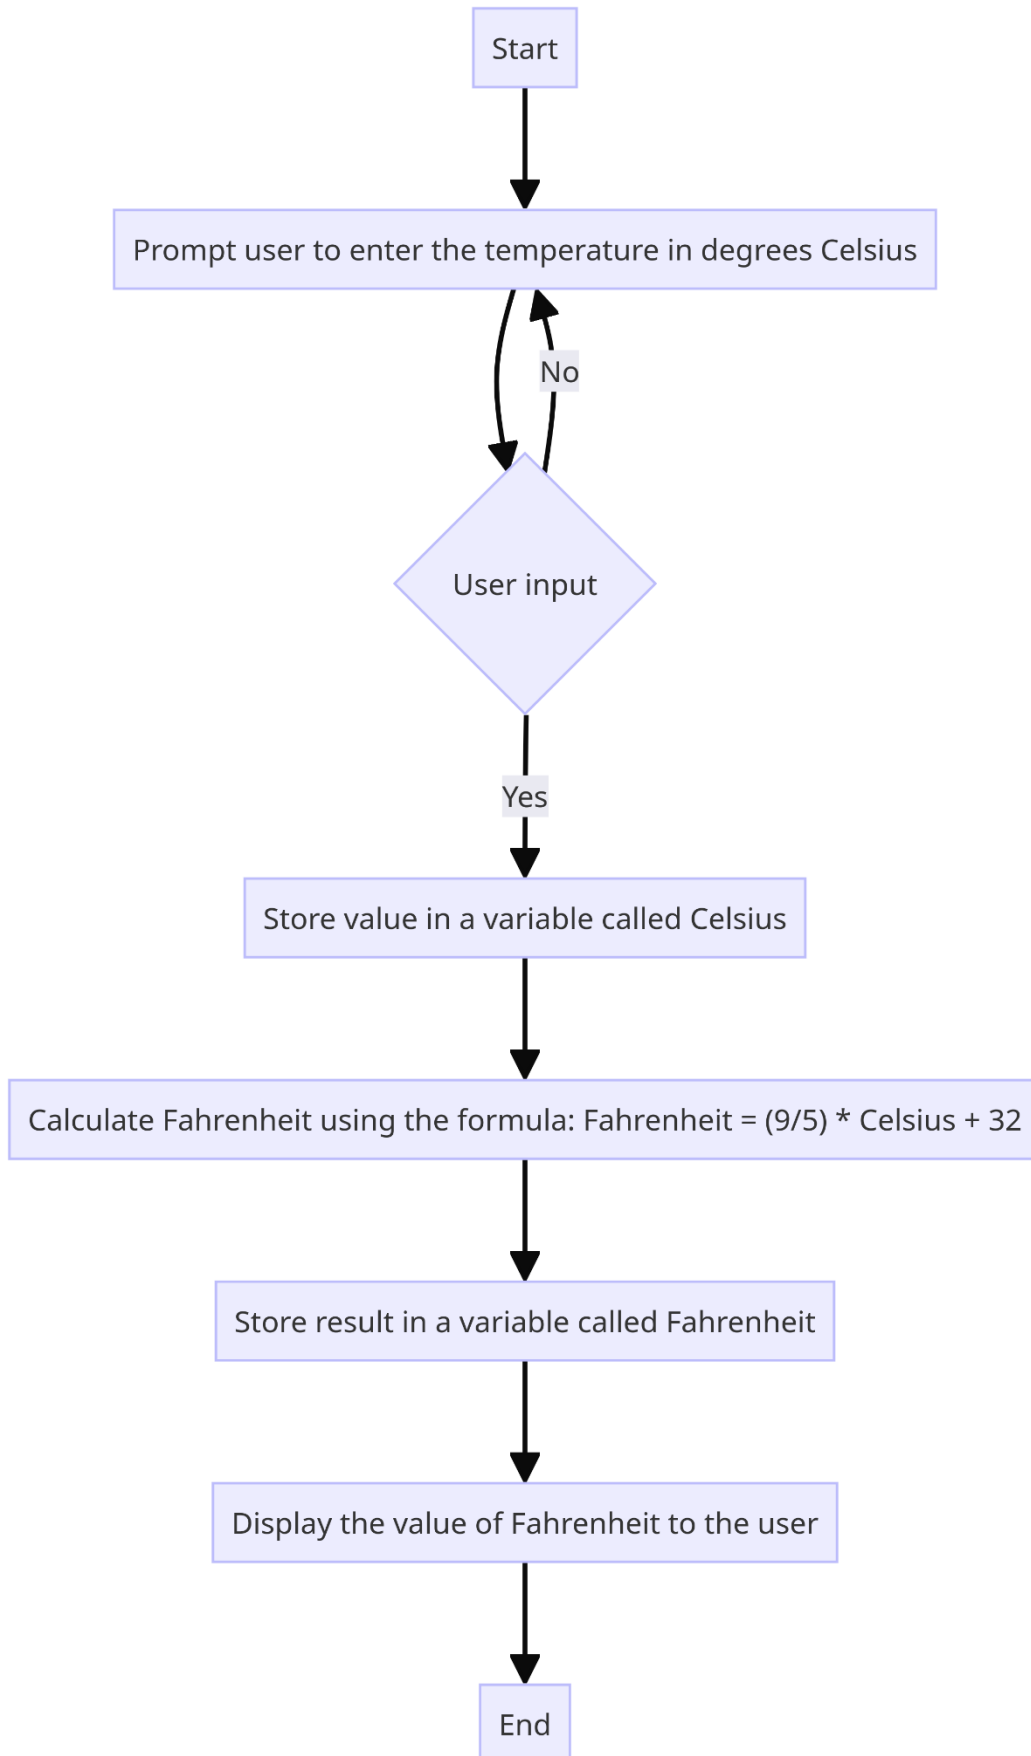 Start
Prompt user to enter the temperature in degrees Celsius
No
User input
Yes
Store value in a variable called Celsius
Calculate Fahrenheit using the formula: Fahrenheit = (9/5) * Celsius + 32
Store result in a variable called Fahrenheit
Display the value of Fahrenheit to the user
End